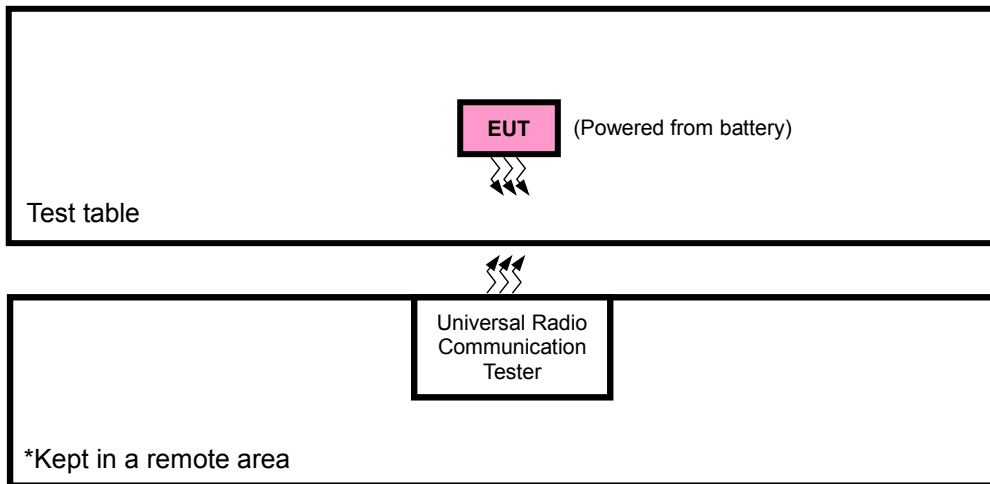 EUT
(Powered from battery)
Test table
Universal Radio
Communication
Tester
*Kept in a remote area